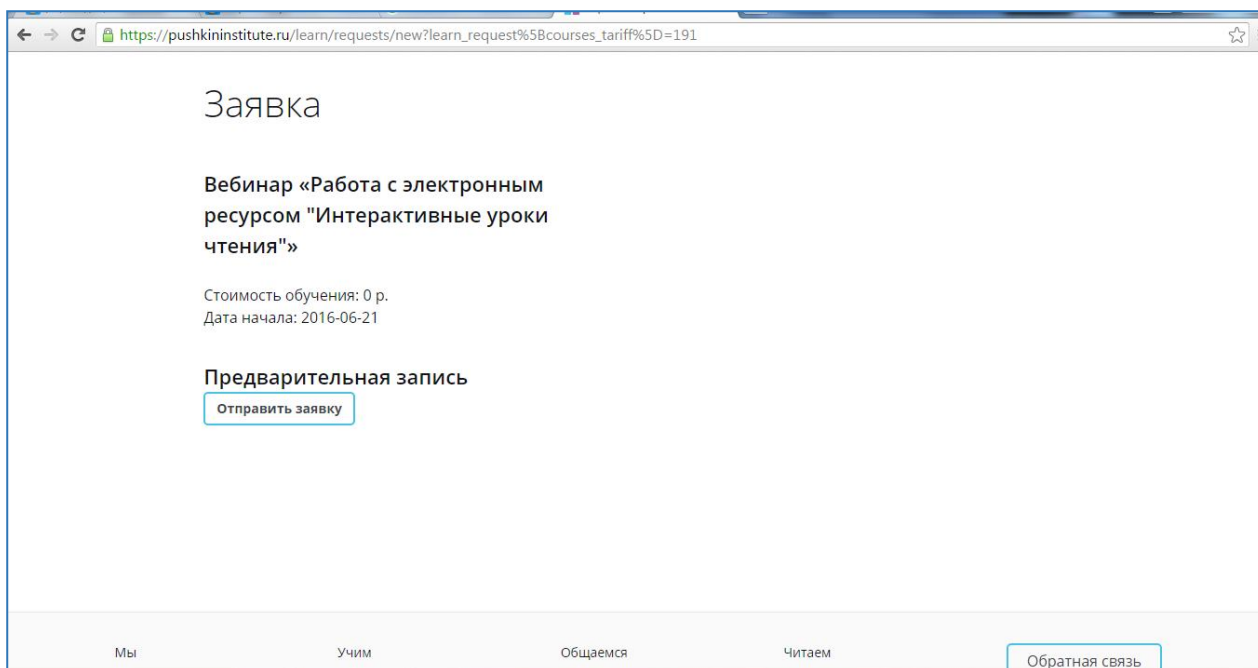 https://pushkininstitute.ru/learn/requests/new?learn_request%5Bcourses_tariff%5D=191
Заявка
Вебинар «Работа с электронным
ресурсом "Интерактивные уроки
чтения"»
Стоимость обучения: 0 р.
Дата начала: 2016-06-21
Предварительная запись
Отправить заявку
Мы Учим Общаемся Читаем Обратная связь